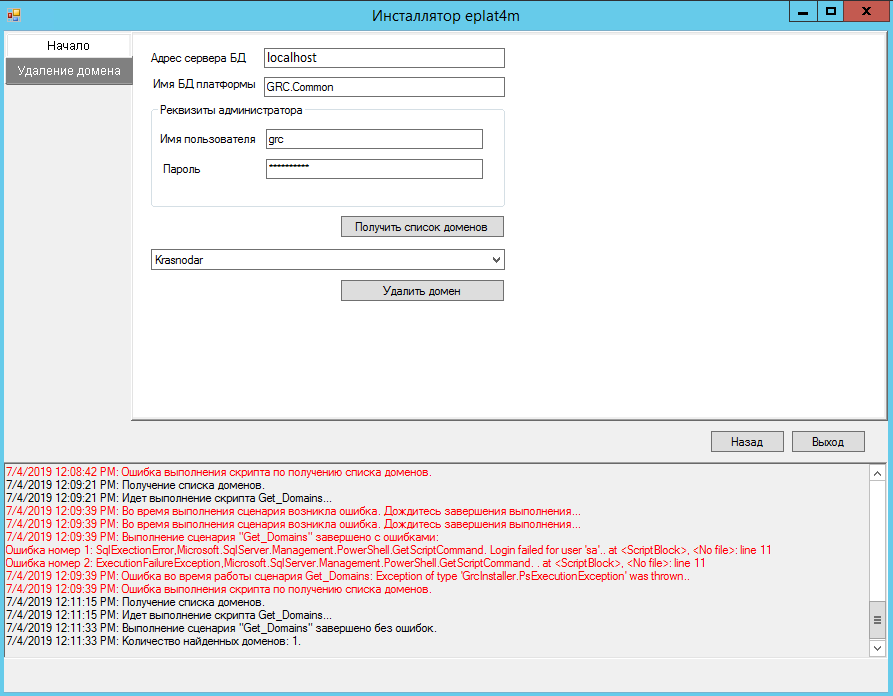 Инсталлятор eplat4m
Начало
Удаление домена
Адрес сервера БД
localhost
Имя БД платформы
GRC.Common
Реквизиты администратора
Имя пользователя
grc
Пароль
**********
Получить список доменов
Krasnodar
Удалить домен
Назад
Выход
7/4/2019 12:08:42 PM: Ошибка выполнения скрипта по получению списка доменов.
7/4/2019 12:09:21 PM: Получение списка доменов.
7/4/2019 12:09:21 PM: Идет выполнение скрипта Get_Domains...
7/4/2019 12:09:39 PM: Во время выполнения сценария возникла ошибка. Дождитесь завершения выполнения...
7/4/2019 12:09:39 PM: Во время выполнения сценария возникла ошибка. Дождитесь завершения выполнения...
7/4/2019 12:09:39 PM: Выполнение сценария "Get_Domains" завершено с ошибками:
Ошибка номер 1: SqlExectionError,Microsoft.SqlServer.Management.PowerShell.GetScriptCommand. Login failed for user 'sa'.. at <ScriptBlock>, <No file>: line 11
Ошибка номер 2: ExecutionFailureException,Microsoft.SqlServer.Management.PowerShell.GetScriptCommand. . at <ScriptBlock>, <No file>: line 11
7/4/2019 12:09:39 PM: Ошибка во время работы сценария Get_Domains: Exception of type 'GrcInstaller.PsExecutionException' was thrown..
7/4/2019 12:09:39 PM: Ошибка выполнения скрипта по получению списка доменов.
7/4/2019 12:11:15 PM: Получение списка доменов.
7/4/2019 12:11:15 PM: Идет выполнение скрипта Get_Domains...
7/4/2019 12:11:33 PM: Выполнение сценария "Get_Domains" завершено без ошибок.
7/4/2019 12:11:33 PM: Количество найденных доменов: 1.